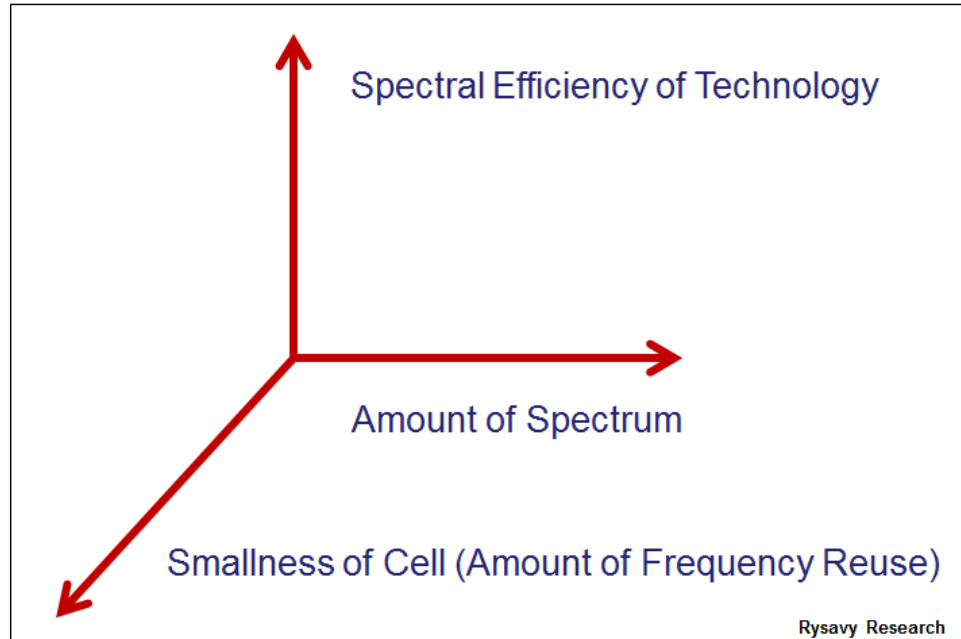 Spectral Efficiency of Technology
Amount of Spectrum
Smallness of Cell (Amount of Frequency Reuse)
Rysavy Research